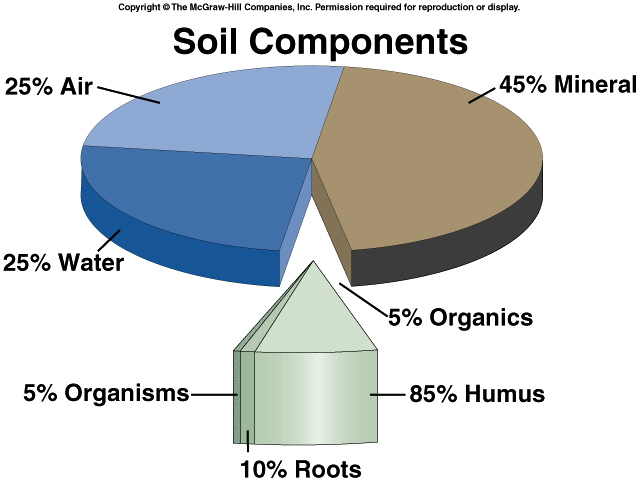 Copyright © The McGraw-Hill Companies, Inc. Permission required for reproduction or display.
Soil Components
25% Air
45% Mineral
25% Water
5% Organics
5% Organisms
85% Humus
10% Roots